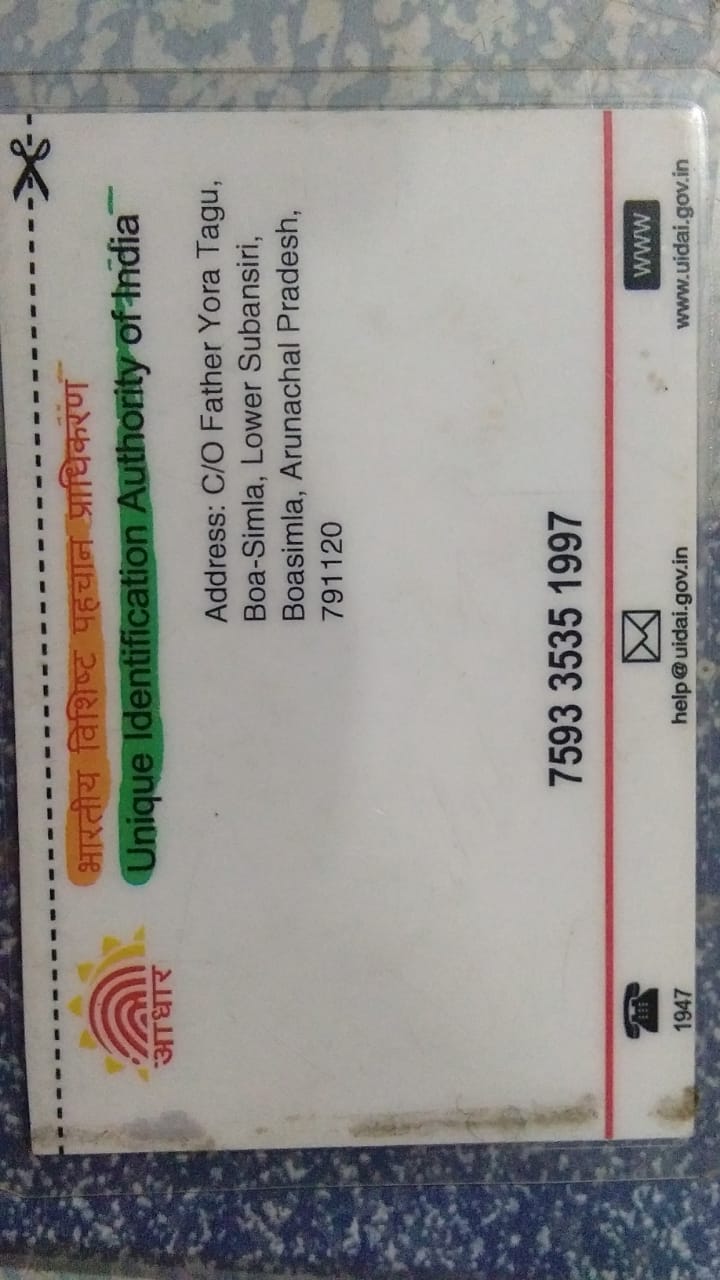 भारतीय विशिष्ट पहचान प्राधिकरण
Unique Identification Authority of India
आधार
Address: C/O Father Yora Tagu,
Boa-Simla, Lower Subansiri,
Boasimla, Arunachal Pradesh,
791120
7593 3535 1997
1947
help@uidai.gov.in
www
www.uidai.gov.in